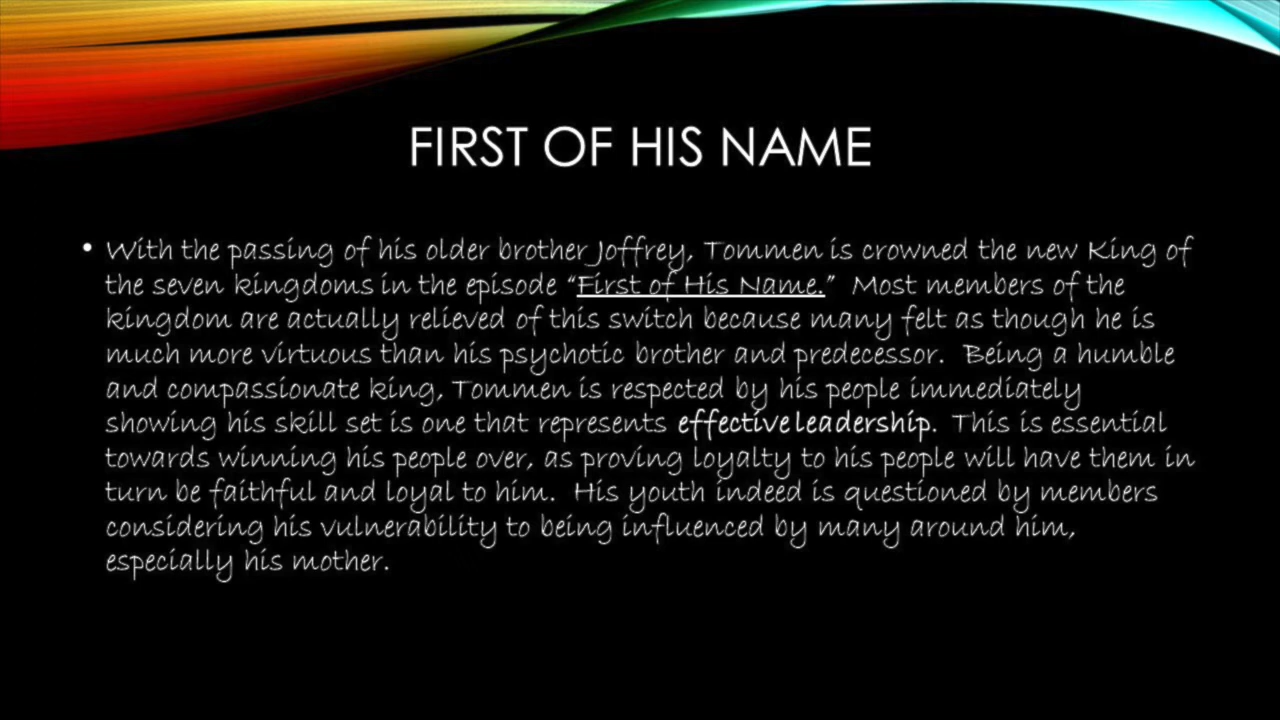 FIRST OF HIS NAME
• With the passing of his older brother Joffrey, Tommen is crowned the new King of
the seven kingdoms in the episode “First of His Name.”  Most members of the
kingdom are actually relieved of this switch because many felt as though he is
much more virtuous than his psychotic brother and predecessor.  Being a humble
and compassionate king, Tommen is respected by his people immediately
showing his skill set is one that represents effective leadership.  This is essential
towards winning his people over, as proving loyalty to his people will have them in
turn be faithful and loyal to him.  His youth indeed is questioned by members
considering his vulnerability to being influenced by many around him,
especially his mother.